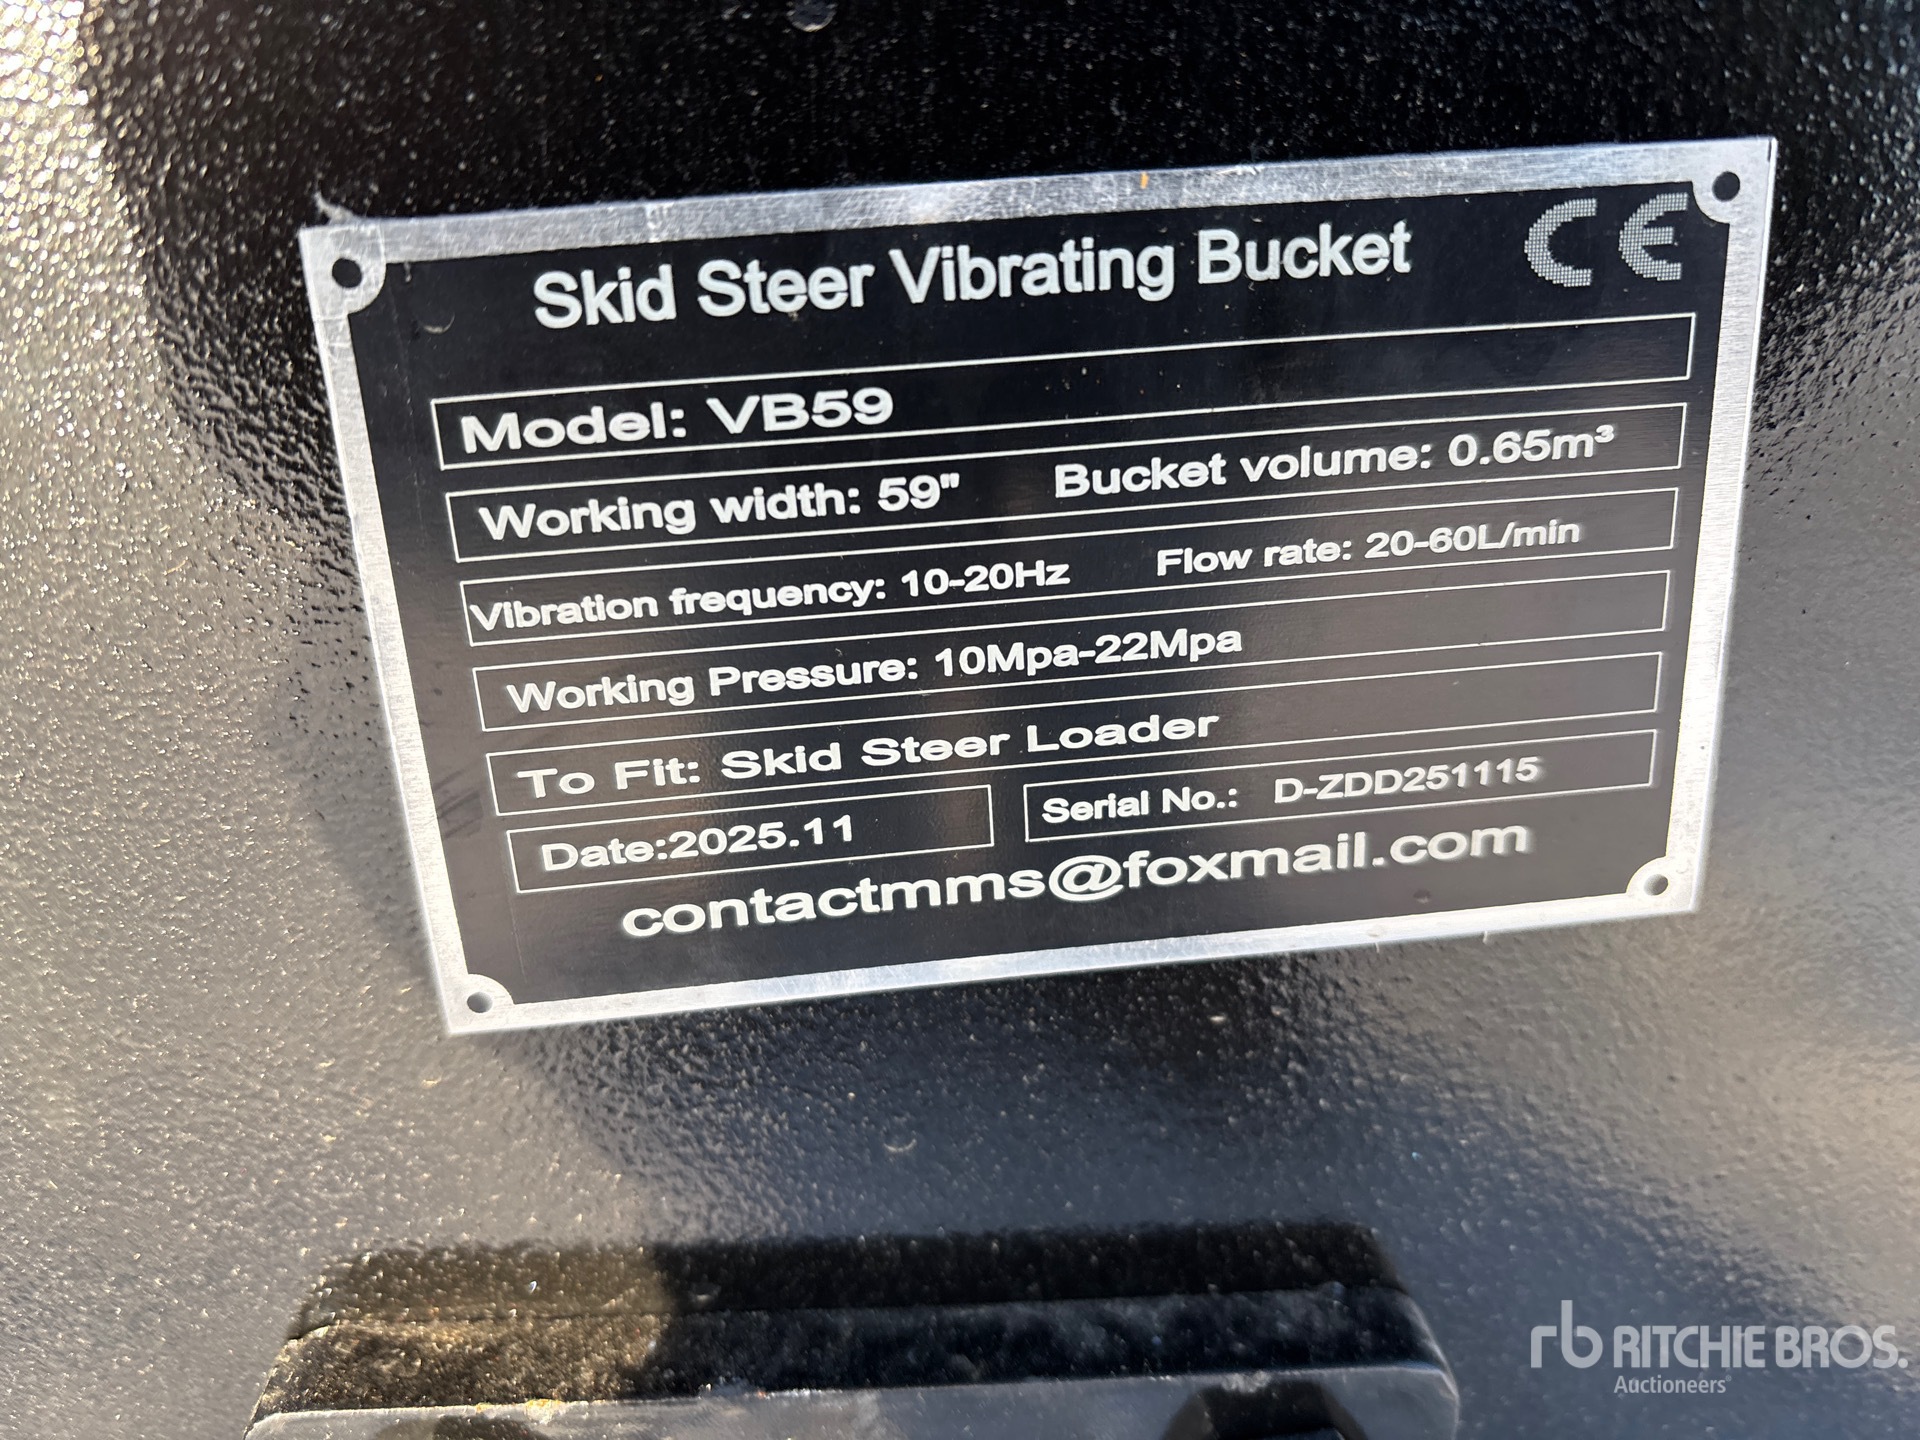 Skid Steer Vibrating Bucket CE
Model: VB59
Working width: 59" Bucket volume: 0.65m³
Vibration frequency: 10-20Hz Flow rate: 20-60L/min
Working Pressure: 10Mpa-22Mpa
To Fit: Skid Steer Loader
Date:2025.11 Serial No.: D-ZDD251115
contactmms@foxmail.com
rb RITCHIE BROS.
Auctioneers